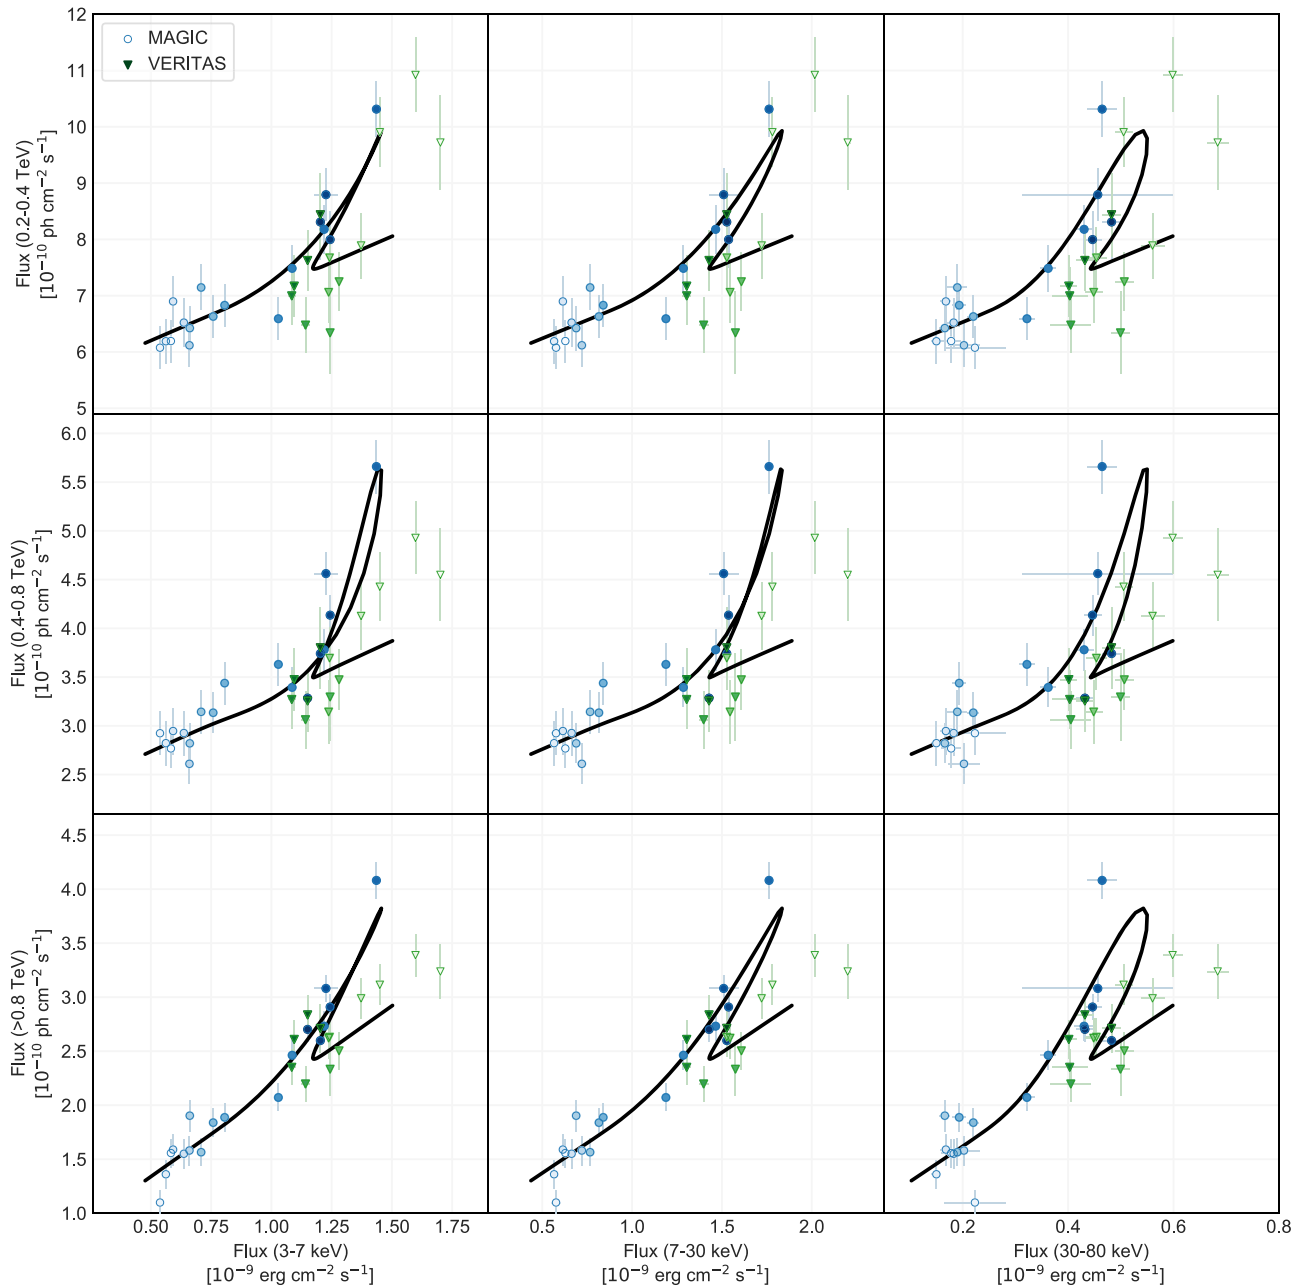 MAGIC
VERITAS
12
11
10
9
8
7
6
5
Flux (0.2-0.4 TeV)
[10⁻¹⁰ ph cm⁻² s⁻¹]
6.0
5.5
5.0
4.5
4.0
3.5
3.0
2.5
Flux (0.4-0.8 TeV)
[10⁻¹⁰ ph cm⁻² s⁻¹]
4.5
4.0
3.5
3.0
2.5
2.0
1.5
1.0
Flux (>0.8 TeV)
[10⁻¹⁰ ph cm⁻² s⁻¹]
0.50 0.75 1.00 1.25 1.50 1.75
Flux (3-7 keV)
[10⁻⁹ erg cm⁻² s⁻¹]
0.5 1.0 1.5 2.0
Flux (7-30 keV)
[10⁻⁹ erg cm⁻² s⁻¹]
0.2 0.4 0.6 0.8
Flux (30-80 keV)
[10⁻⁹ erg cm⁻² s⁻¹]